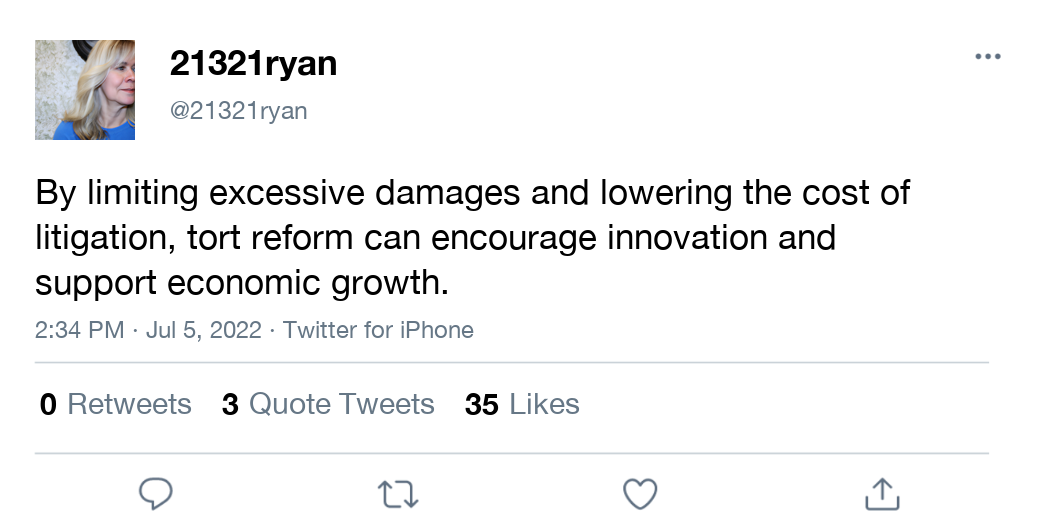 21321ryan
@21321ryan
By limiting excessive damages and lowering the cost of
litigation, tort reform can encourage innovation and
support economic growth.
2:34 PM · Jul 5, 2022 · Twitter for iPhone
0 Retweets 3 Quote Tweets 35 Likes